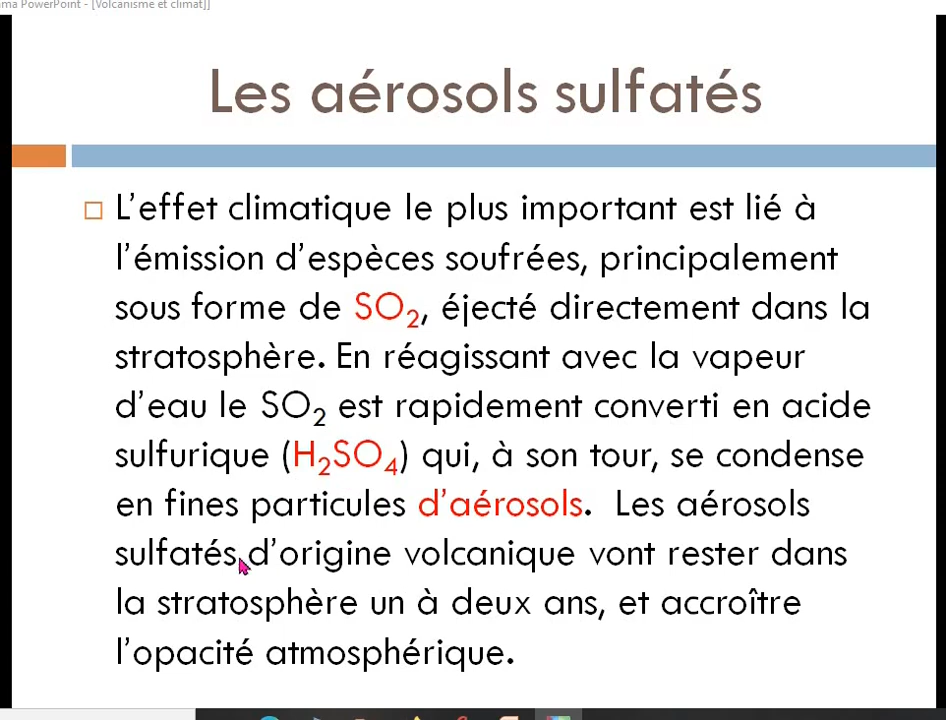 ma PowerPoint - [Volcanisme et climat]]
Les aérosols sulfatés
L'effet climatique le plus important est lié à
l'émission d'espèces soufrées, principalement
sous forme de SO2, éjecté directement dans la
stratosphère. En réagissant avec la vapeur
d'eau le SO2 est rapidement converti en acide
sulfurique (H2SO4) qui, à son tour, se condense
en fines particules d'aérosols. Les aérosols
sulfatés d'origine volcanique vont rester dans
la stratosphère un à deux ans, et accroître
l'opacité atmosphérique.